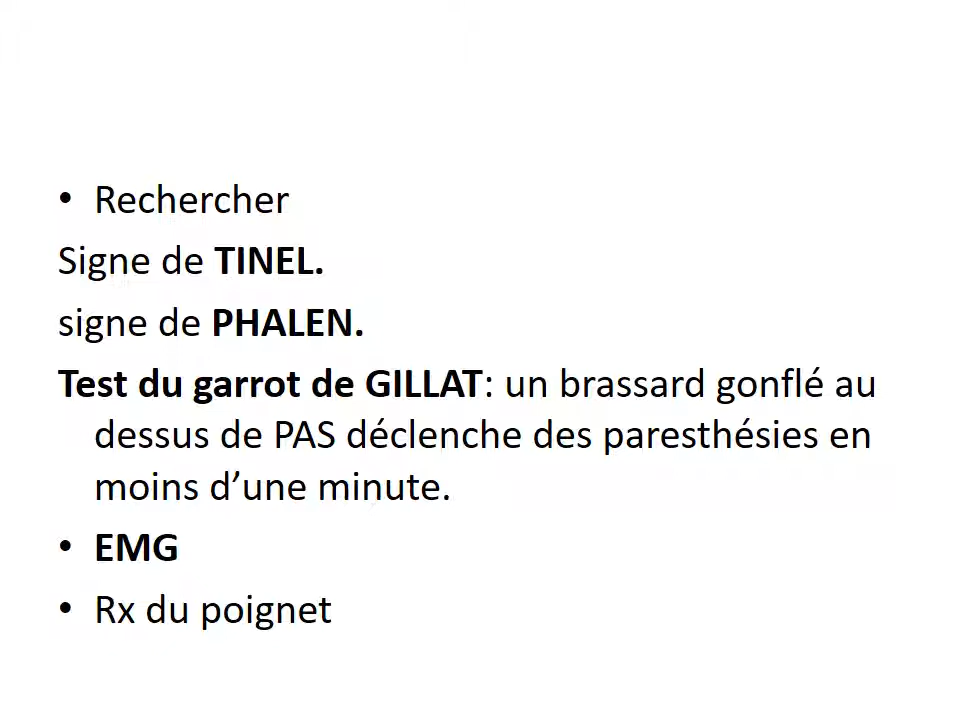 • Rechercher
Signe de TINEL.
signe de PHALEN.
Test du garrot de GILLAT: un brassard gonflé au
dessus de PAS déclenche des paresthésies en
moins d’une minute.
• EMG
• Rx du poignet